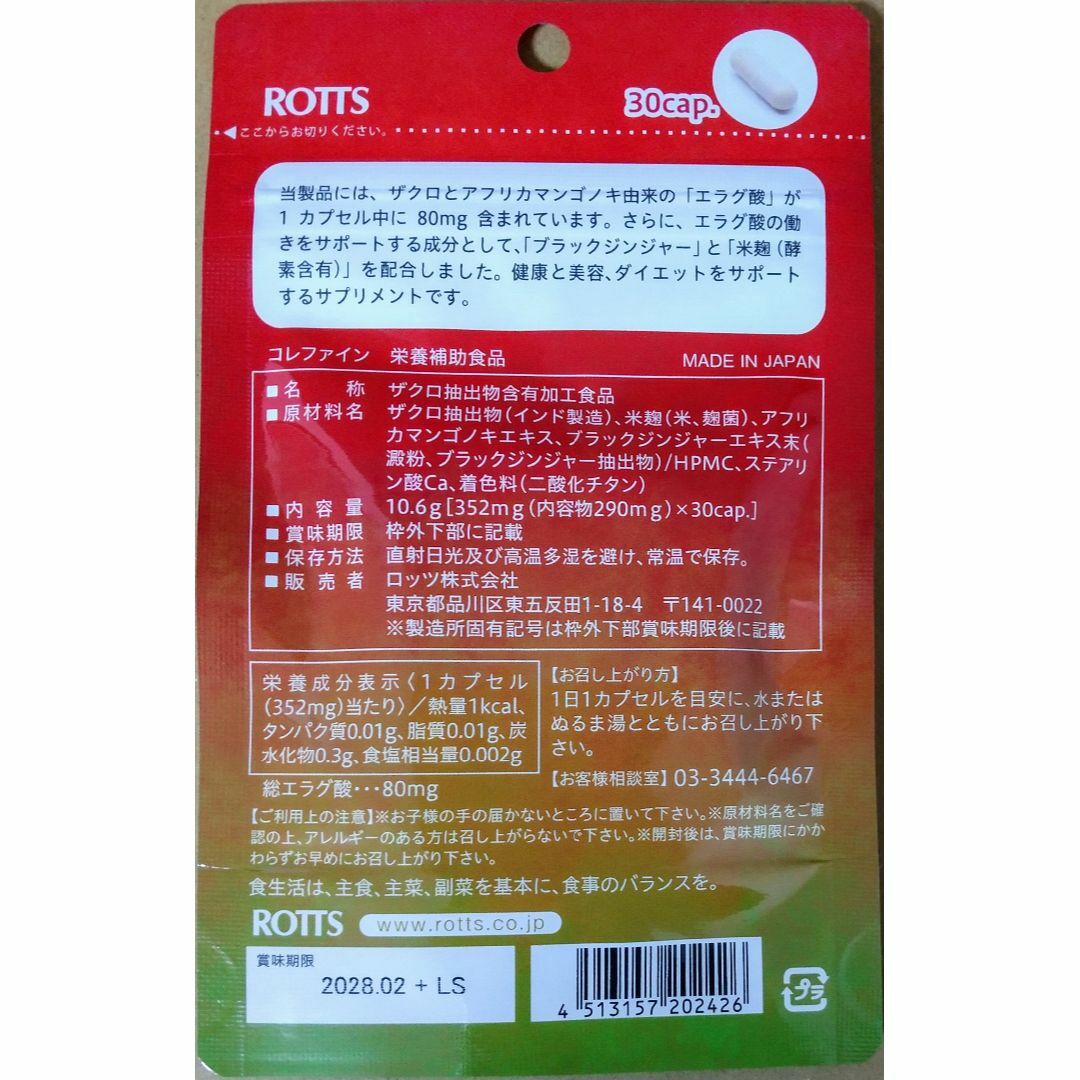 ROTTS
30cap.
◀ここからお切りください。
当製品には、ザクロとアフリカマンゴノキ由来の「エラグ酸」が
1 カプセル中に 80mg 含まれています。さらに、エラグ酸の働
きをサポートする成分として、「ブラックジンジャー」と「米麹（酵
素含有）」を配合しました。健康と美容、ダイエットをサポート
するサプリメントです。
コレファイン 栄養補助食品
MADE IN JAPAN
■名称 ザクロ抽出物含有加工食品
■原材料名 ザクロ抽出物（インド製造）、米麹（米、麹菌）、アフリ
カマンゴノキエキス、ブラックジンジャーエキス末（
澱粉、ブラックジンジャー抽出物）/HPMC、ステアリ
ン酸Ca、着色料（二酸化チタン）
■内容量 10.6g［352mg（内容物290mg）×30cap.］
■賞味期限 枠外下部に記載
■保存方法 直射日光及び高温多湿を避け、常温で保存。
■販売者 ロッツ株式会社
東京都品川区東五反田1-18-4 〒141-0022
※製造所固有記号は枠外下部賞味期限後に記載
栄養成分表示〈1カプセル
(352mg)当たり〉／熱量1kcal、
タンパク質0.01g、脂質0.01g、炭
水化物0.3g、食塩相当量0.002g
総エラグ酸・・・80mg
【お召し上がり方】
1日1カプセルを目安に、水または
ぬるま湯とともにお召し上がり下
さい。
【お客様相談室】03-3444-6467
【ご利用上の注意】※お子様の手の届かないところに置いて下さい。※原材料名をご確
認の上、アレルギーのある方は召し上がらないで下さい。※開封後は、賞味期限にかか
わらずお早めにお召し上がり下さい。
食生活は、主食、主菜、副菜を基本に、食事のバランスを。
ROTTS www.rotts.co.jp
賞味期限
2028.02 + LS
4 513157 202426
プラ